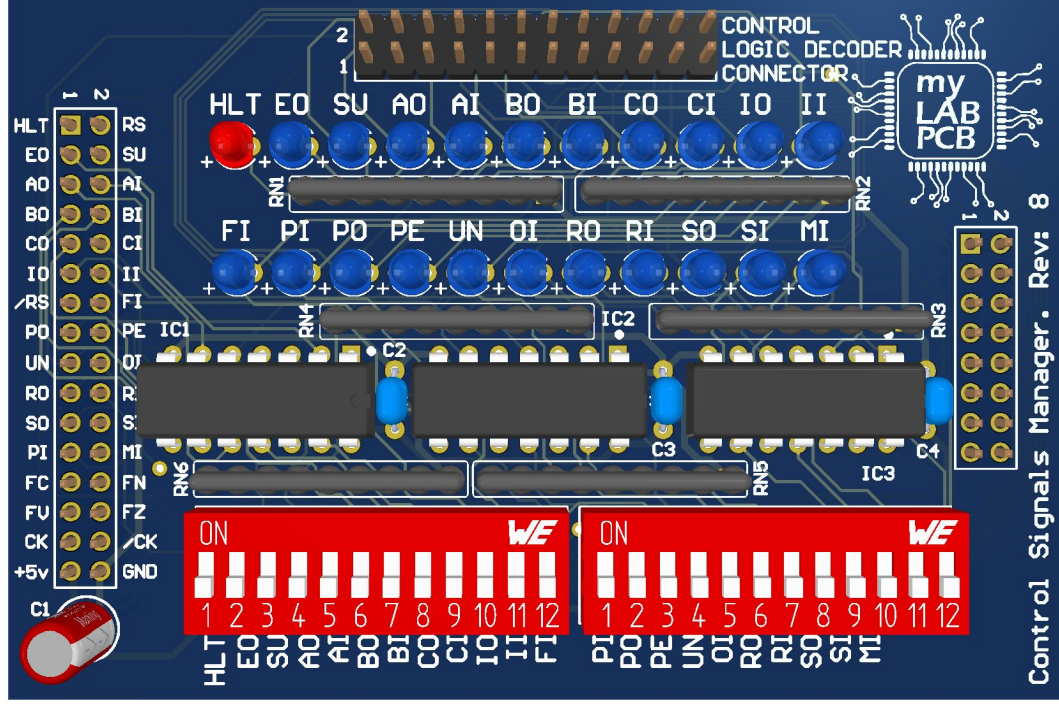 CONTROL
LOGIC DECODER
CONNECTOR
2
1
my
LAB
PCB
HLT EO SU AO AI BO BI CO CI IO II
RN1
RN2
FI PI PO PE UN OI RO RI SO SI MI
RN4
RN3
1 2
HLT RS
EO SU
AO AI
BO BI
CO CI
IO II
/RS FI
PO PE
UN
RO
SO
PI MI
FC FN
FV FZ
CK /CK
+5v GND
1 2
IC1
C2
IC2
C3
IC3
C4
RN6
RN5
C1
ON
WE
1 2 3 4 5 6 7 8 9 10 11 12
HLT EO SU AO AI BO BI CO CI IO II FI
ON
WE
1 2 3 4 5 6 7 8 9 10 11 12
PI PO PE UN OI RO RI SO SI MI
Control Signals Manager. Rev: 8